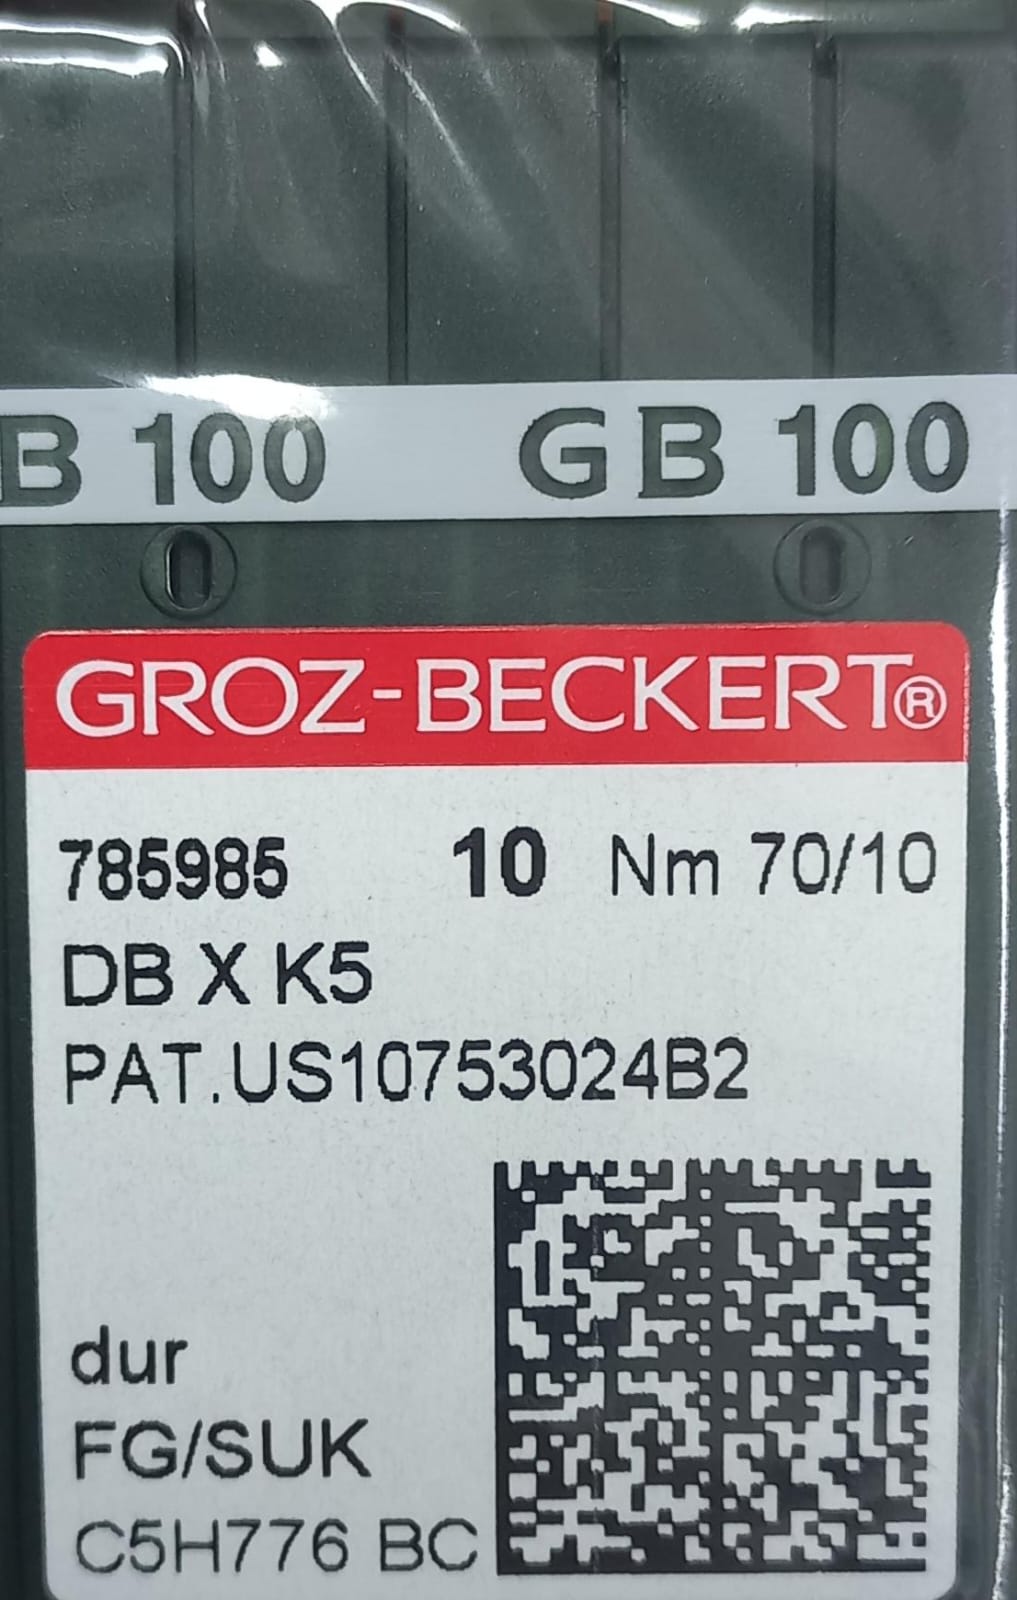 B 100 GB 100
GROZ-BECKERT®
785985 10 Nm 70/10
DB X K5
PAT.US10753024B2
dur
FG/SUK
C5H776 BC